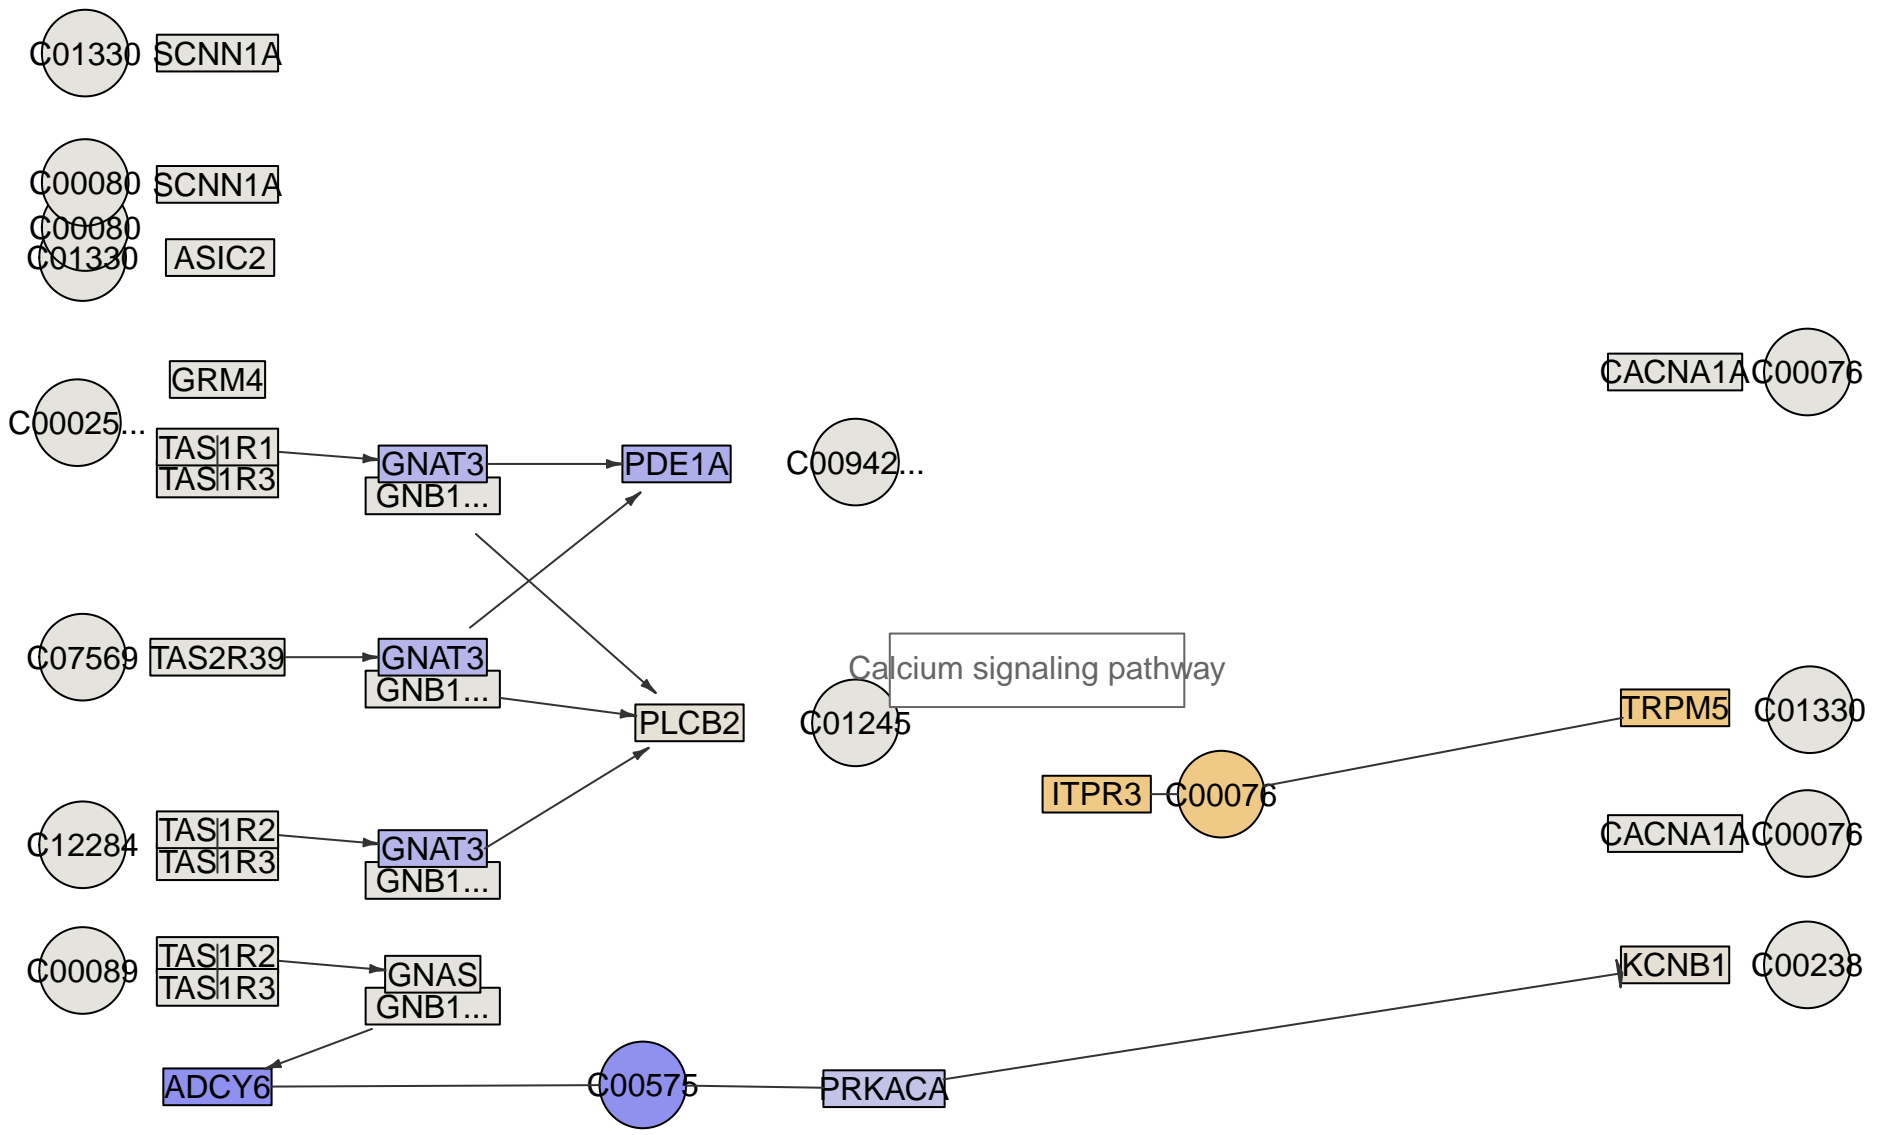 C01330 SCNN1A
C00080 SCNN1A
C00080
C01330 ASIC2
GRM4
CACNA1A C00076
C00025...
TAS1R1
GNAT3 PDE1A C00942...
TAS1R3
GNB1...
C07569 TAS2R39 GNAT3
Calcium signaling pathway
GNB1...
TRPM5 C01330
PLCB2 C01245
ITPR3 C00076
TAS1R2
CACNA1A C00076
C12284 GNAT3
TAS1R3
GNB1...
TAS1R2
KCNB1 C00238
C00089 GNAS
TAS1R3
GNB1...
ADCY6 C00575 PRKACA